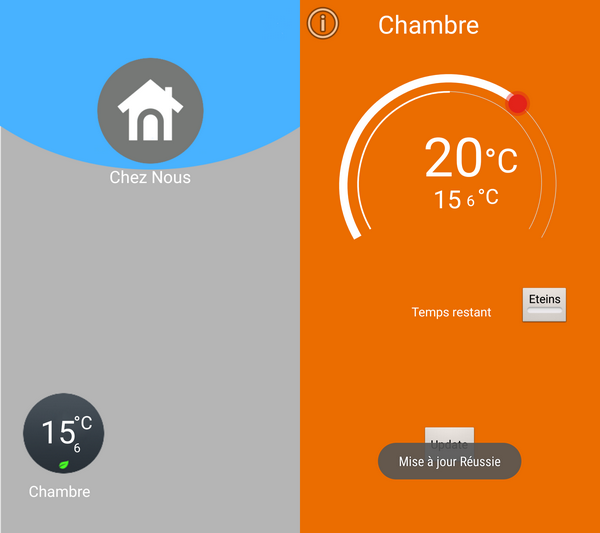 Chez Nous
15°C
6
Chambre
i
Chambre
20°C
15 6 °C
Temps restant
Eteins
Update
Mise à jour Réussie